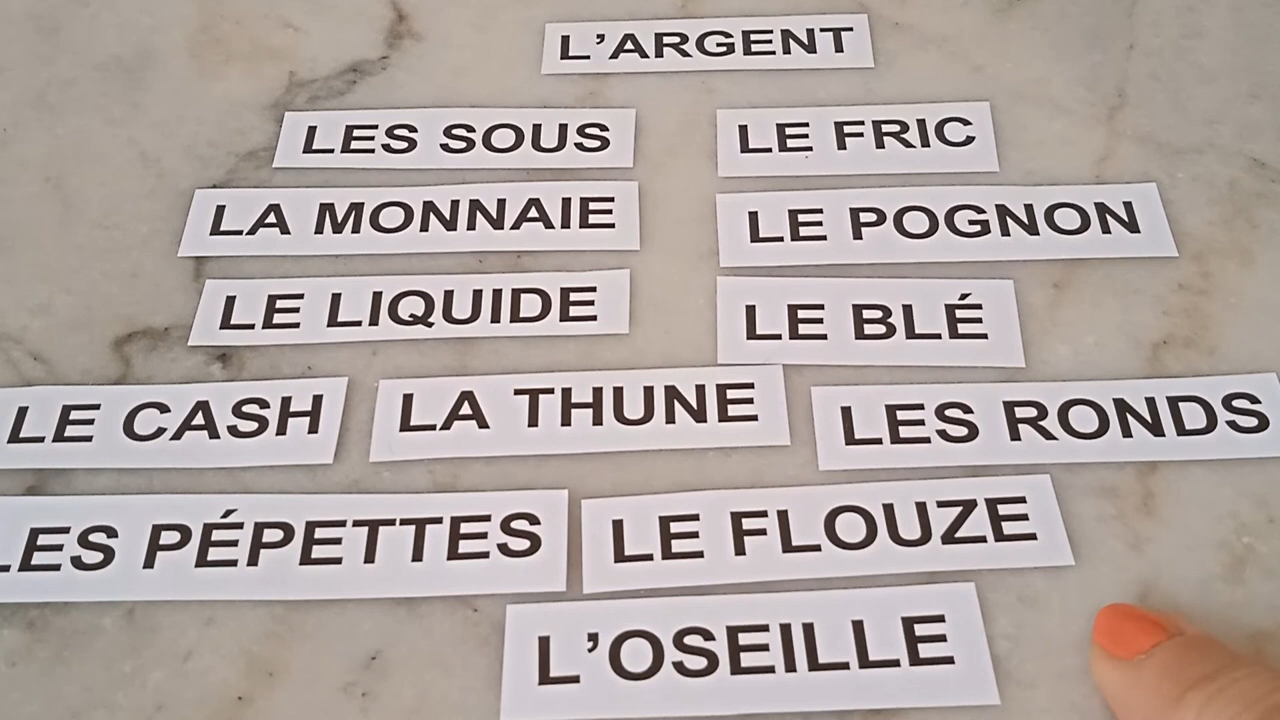 L'ARGENT
LES SOUS
LE FRIC
LA MONNAIE
LE POGNON
LE LIQUIDE
LE BLÉ
LE CASH
LA THUNE
LES RONDS
LES PÉPETTES
LE FLOUZE
L'OSEILLE